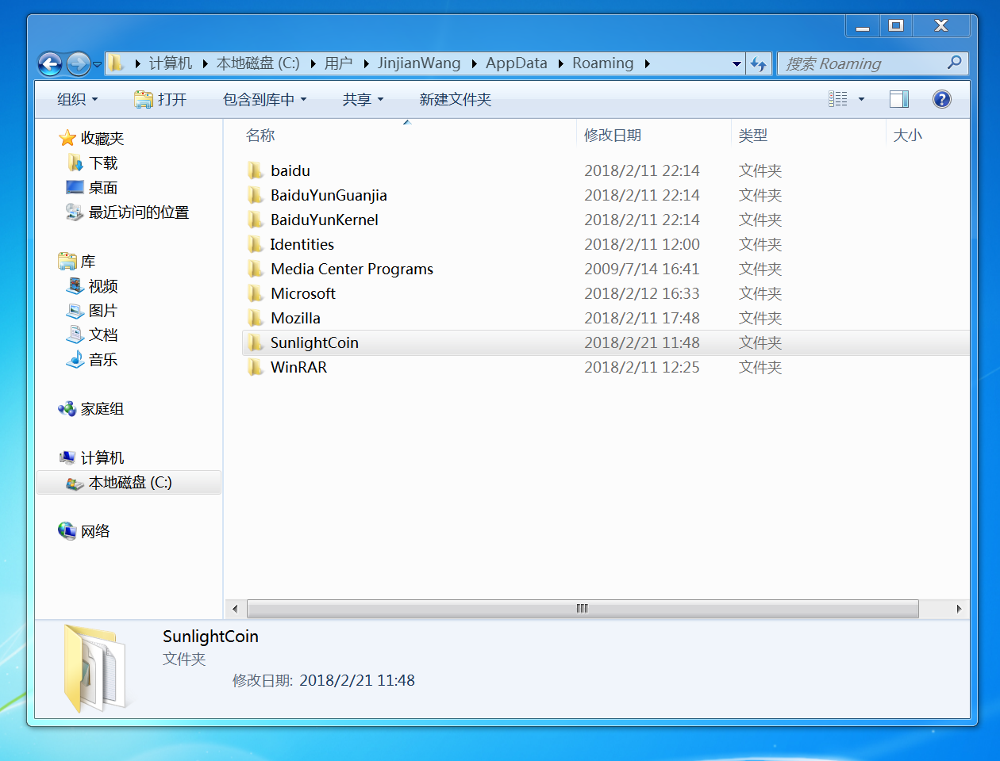 计算机 本地磁盘 (C:) 用户 JinjianWang AppData Roaming 搜索 Roaming
组织 打开 包含到库中 共享 新建文件夹
收藏夹
下载
桌面
最近访问的位置
库
视频
图片
文档
音乐
家庭组
计算机
本地磁盘 (C:)
网络
名称 修改日期 类型 大小
baidu 2018/2/11 22:14 文件夹
BaiduYunGuanjia 2018/2/11 22:14 文件夹
BaiduYunKernel 2018/2/11 22:14 文件夹
Identities 2018/2/11 12:00 文件夹
Media Center Programs 2009/7/14 16:41 文件夹
Microsoft 2018/2/12 16:33 文件夹
Mozilla 2018/2/11 17:48 文件夹
SunlightCoin 2018/2/21 11:48 文件夹
WinRAR 2018/2/11 12:25 文件夹
SunlightCoin
文件夹
修改日期: 2018/2/21 11:48